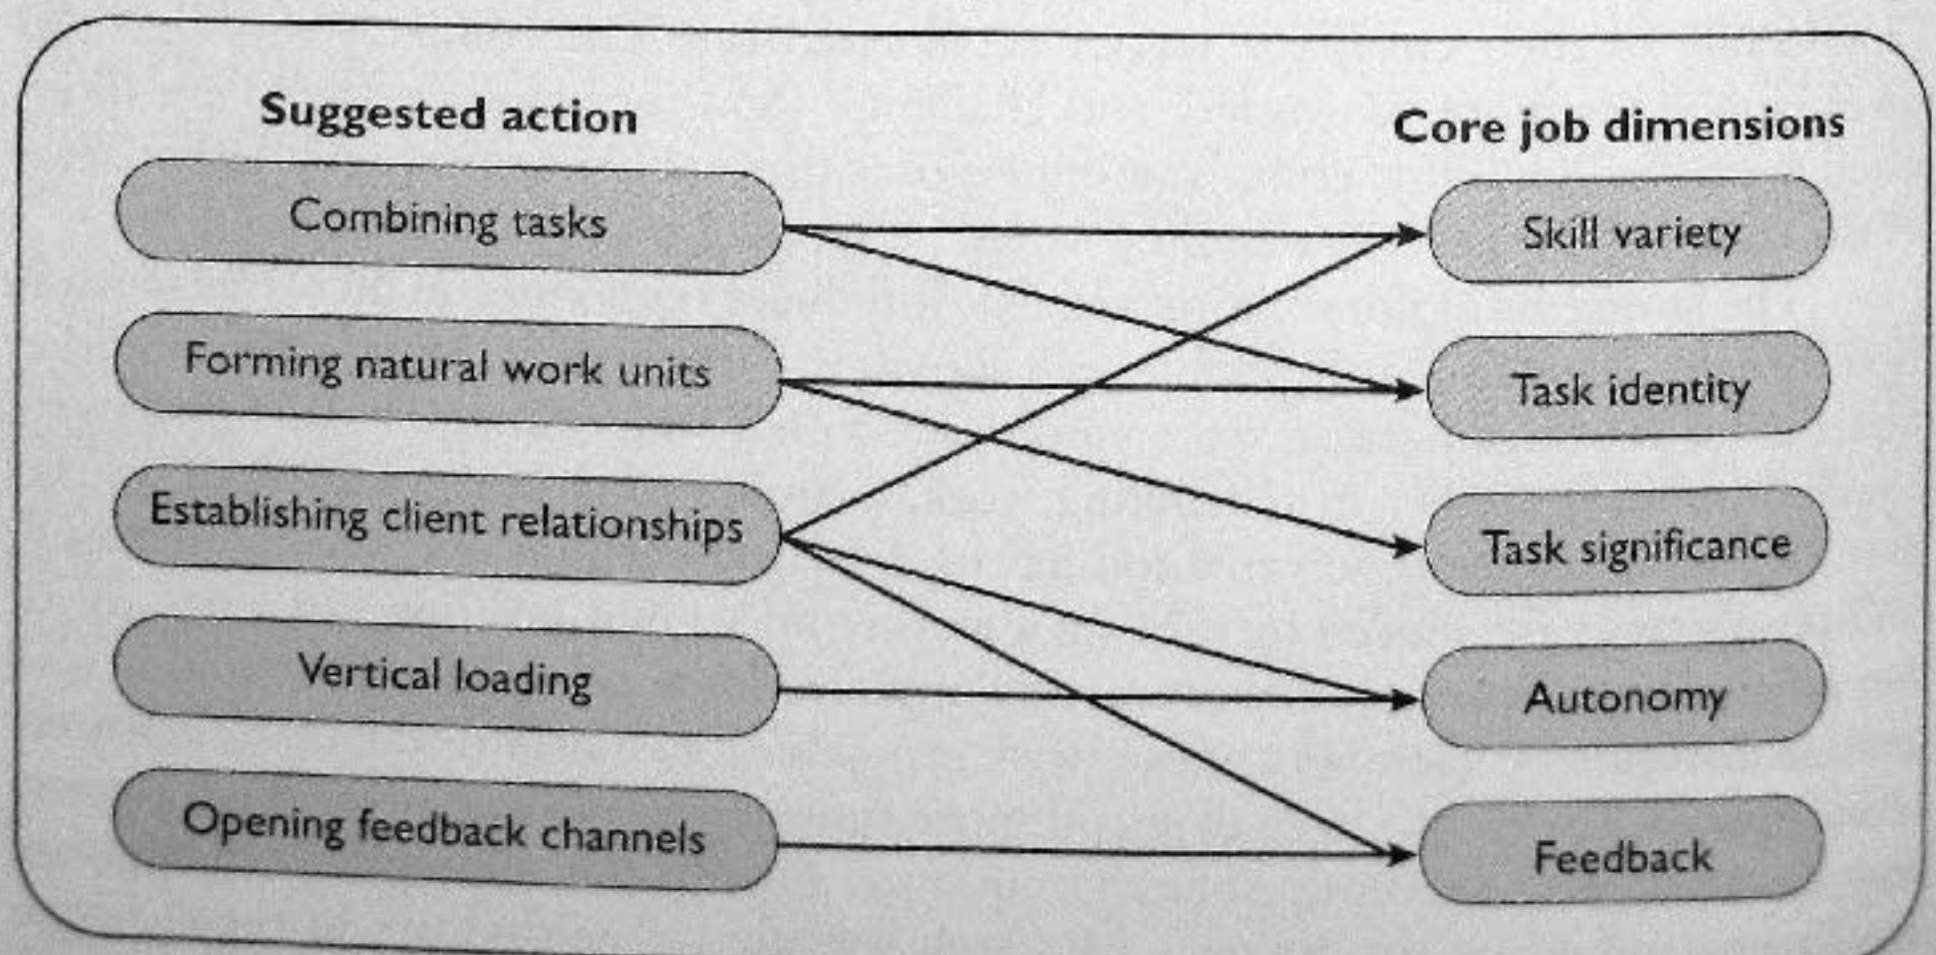 Suggested action
Core job dimensions
Combining tasks
Skill variety
Forming natural work units
Task identity
Establishing client relationships
Task significance
Vertical loading
Autonomy
Opening feedback channels
Feedback